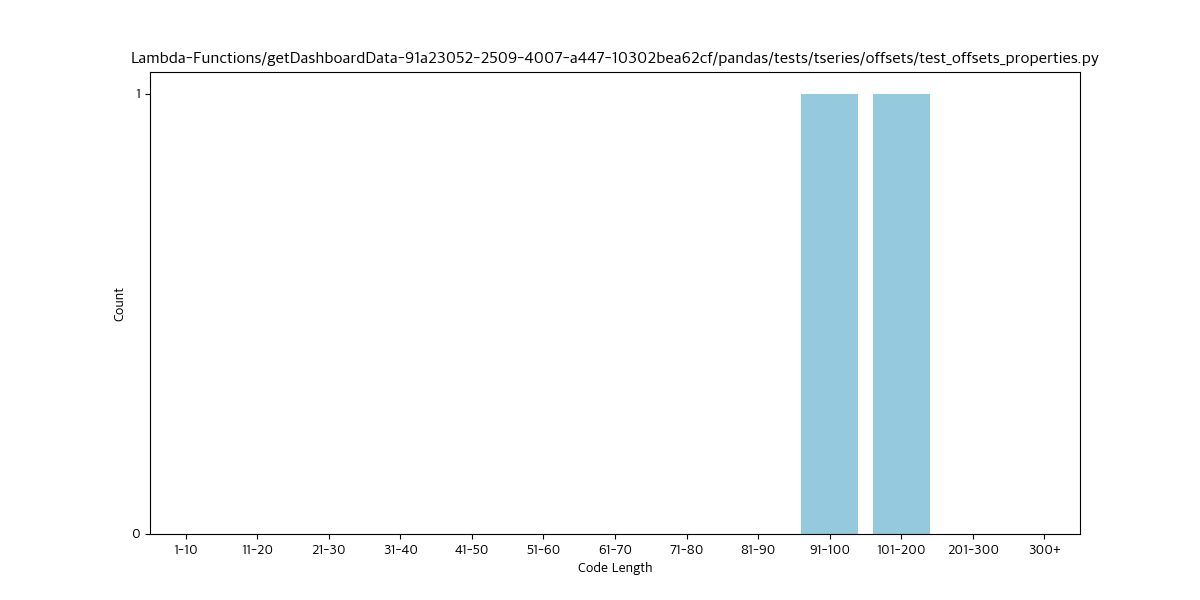 Lambda-Functions/getDashboardData-91a23052-2509-4007-a447-10302bea62cf/pandas/tests/tseries/offsets/test_offsets_properties.py
1
Count
0
1-10 11-20 21-30 31-40 41-50 51-60 61-70 71-80 81-90 91-100 101-200 201-300 300+
Code Length